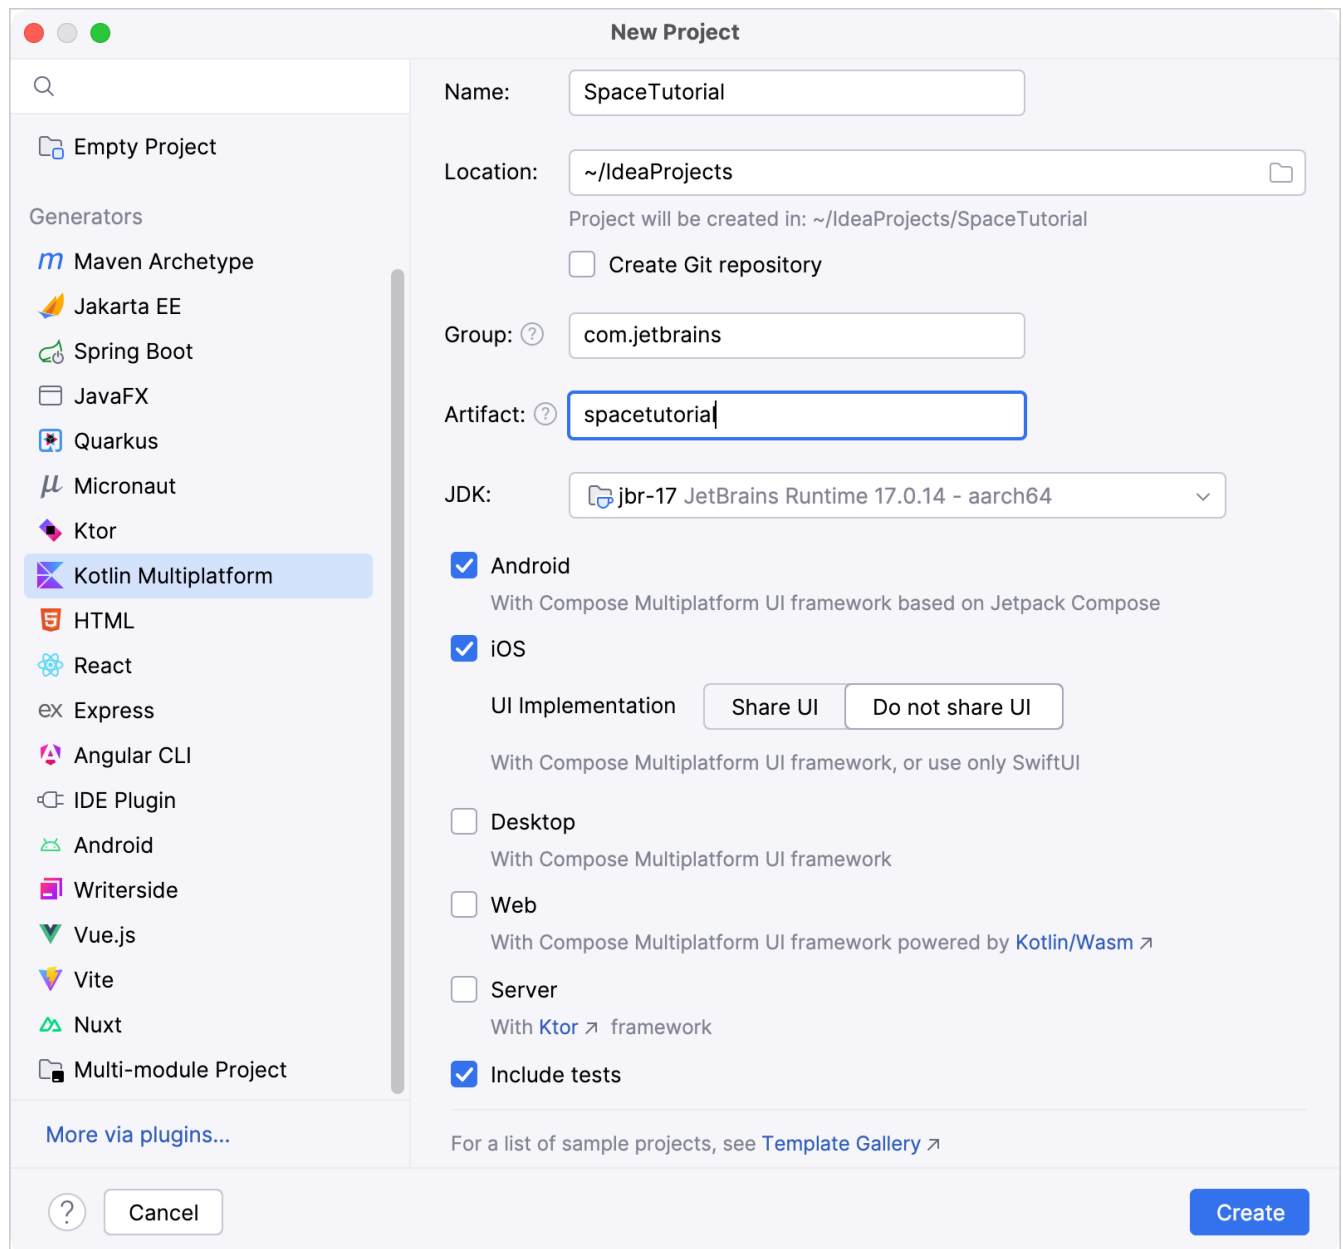 New Project
Empty Project
Generators
m Maven Archetype
Jakarta EE
Spring Boot
JavaFX
Quarkus
μ Micronaut
Ktor
Kotlin Multiplatform
5 HTML
React
ex Express
Angular CLI
IDE Plugin
Android
Writerside
Vue.js
Vite
Nuxt
Multi-module Project
More via plugins...
Name: SpaceTutorial
Location: ~/IdeaProjects
Project will be created in: ~/IdeaProjects/SpaceTutorial
Create Git repository
Group: ? com.jetbrains
Artifact: ? spacetutorial
JDK: jbr-17 JetBrains Runtime 17.0.14 - aarch64
Android
With Compose Multiplatform UI framework based on Jetpack Compose
iOS
UI Implementation Share UI Do not share UI
With Compose Multiplatform UI framework, or use only SwiftUI
Desktop
With Compose Multiplatform UI framework
Web
With Compose Multiplatform UI framework powered by Kotlin/Wasm ↗
Server
With Ktor ↗ framework
Include tests
For a list of sample projects, see Template Gallery ↗
? Cancel Create